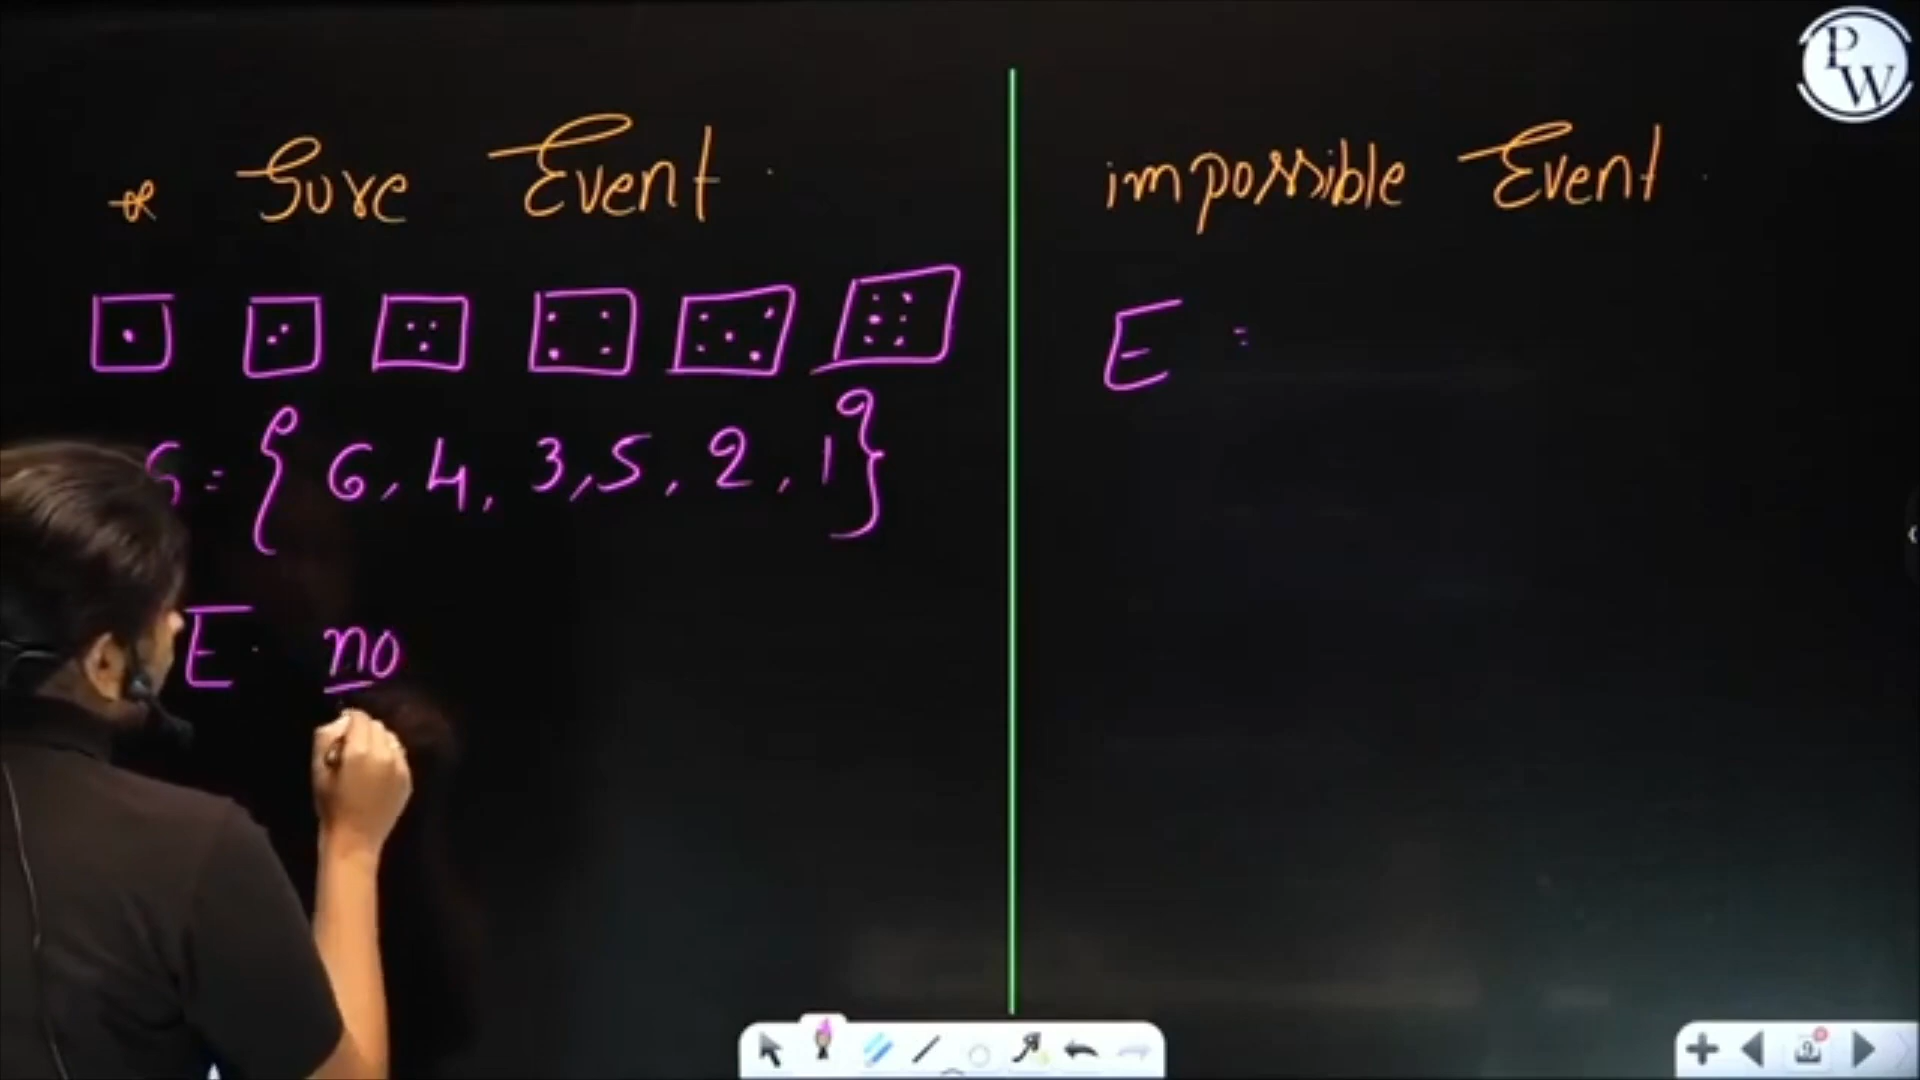 * Sure Event
S = { 6, 4, 3, 5, 2, 1 }
E no
impossible Event
E =
PW